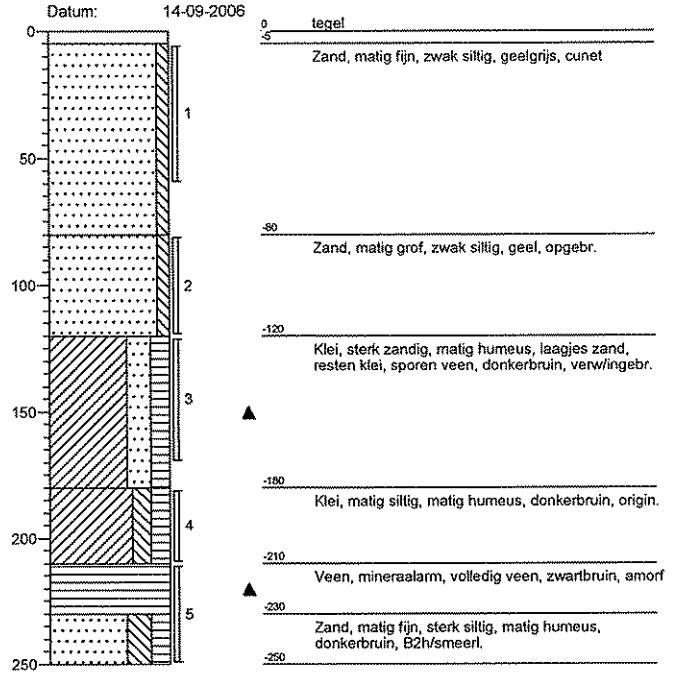 Datum: 14-09-2006
0
50
100
150
200
250
1
2
3
4
5
0 tegel
-5
Zand, matig fijn, zwak siltig, geelgrijs, cunet
-80
Zand, matig grof, zwak siltig, geel, opgebr.
-120
Klei, sterk zandig, matig humeus, laagjes zand,
resten klei, sporen veen, donkerbruin, verw/ingebr.
-180
Klei, matig siltig, matig humeus, donkerbruin, origin.
-210
Veen, mineraalarm, volledig veen, zwartbruin, amorf
-230
Zand, matig fijn, sterk siltig, matig humeus,
donkerbruin, B2h/smeerl.
-250